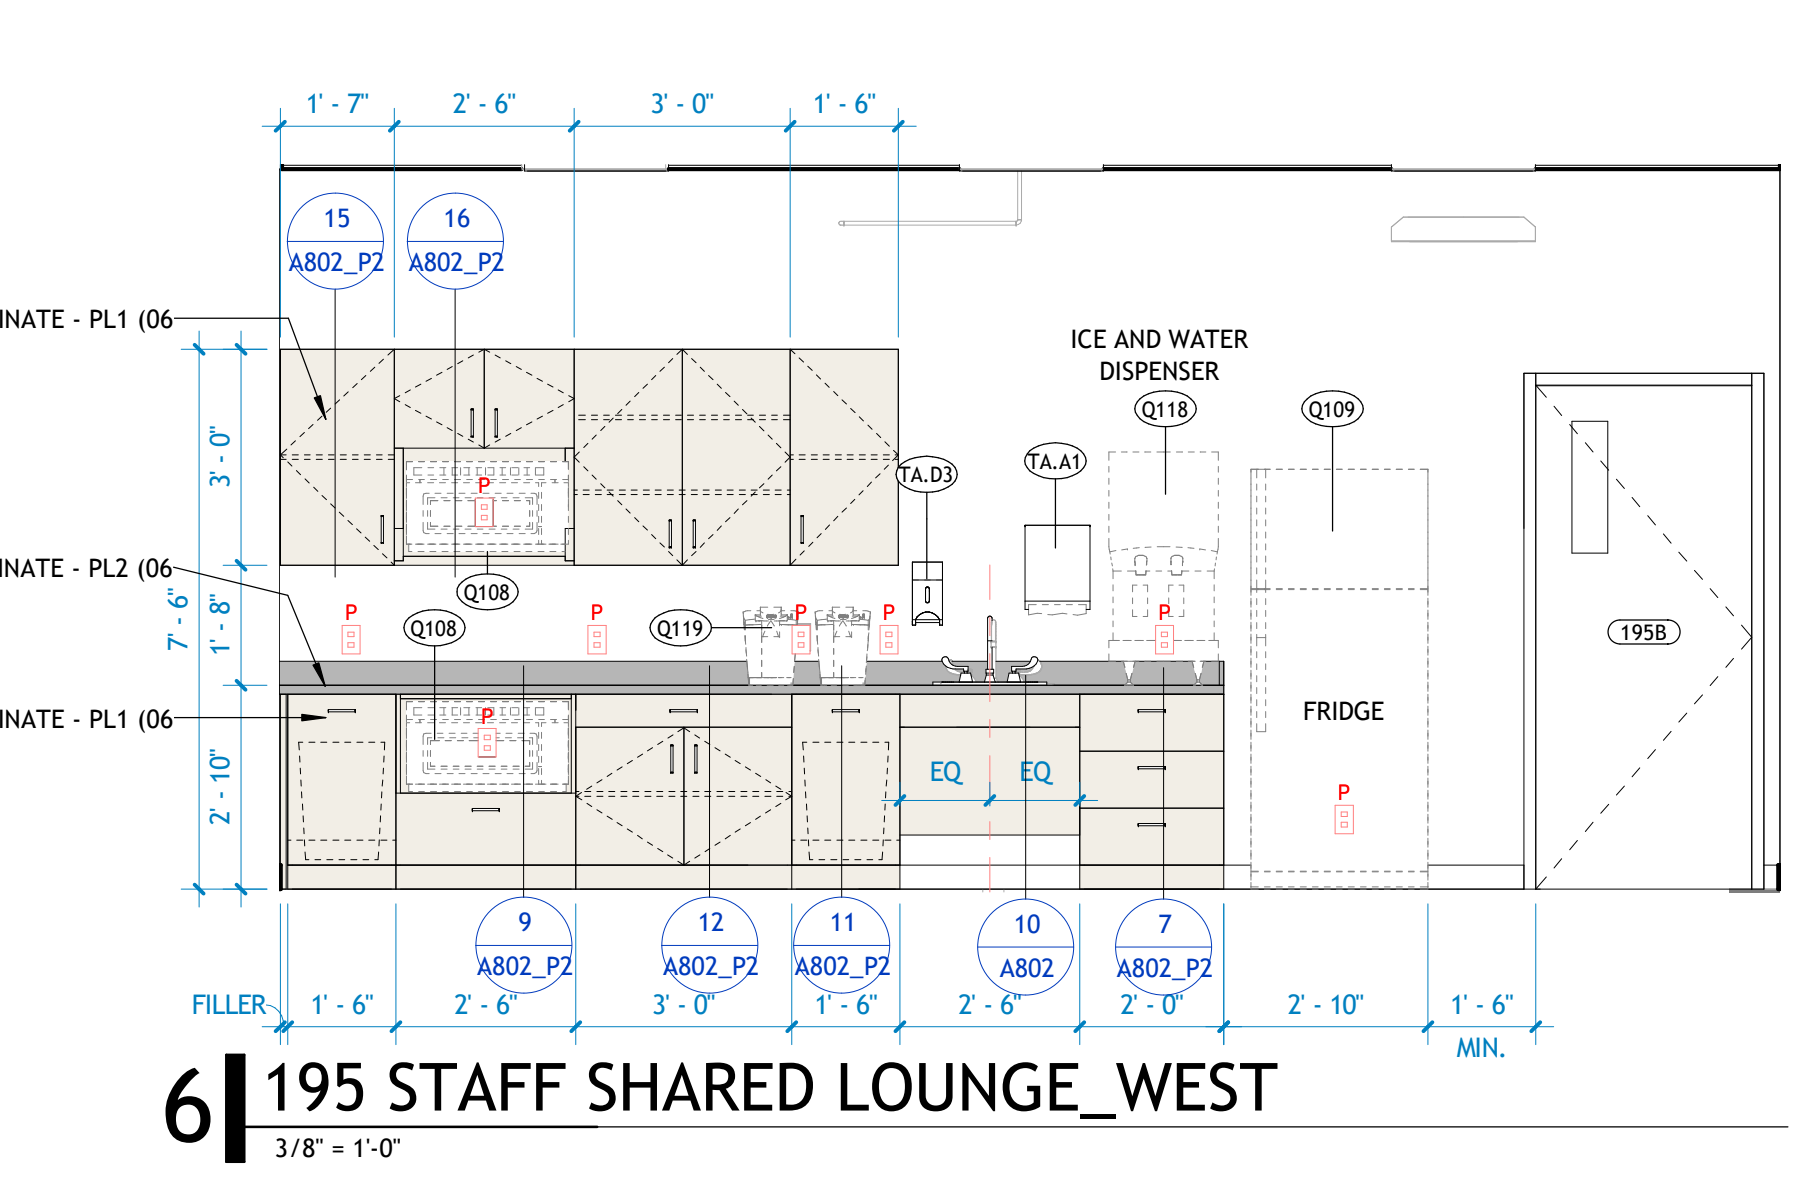 1' - 7" 2' - 6" 3' - 0" 1' - 6"
15
A802_P2
16
A802_P2
INATE - PL1 (06
ICE AND WATER
DISPENSER
Q118
Q109
TA.D3
TA.A1
3' - 0"
P
INATE - PL2 (06
Q108
7' - 6"
1' - 8"
P
P
P
P
P
Q108
Q119
195B
INATE - PL1 (06
P
FRIDGE
2' - 10"
EQ EQ
P
9
A802_P2
12
A802_P2
11
A802_P2
10
A802
7
A802_P2
FILLER 1' - 6" 2' - 6" 3' - 0" 1' - 6" 2' - 6" 2' - 0" 2' - 10" 1' - 6"
MIN.
6 195 STAFF SHARED LOUNGE_WEST
3/8" = 1'-0"